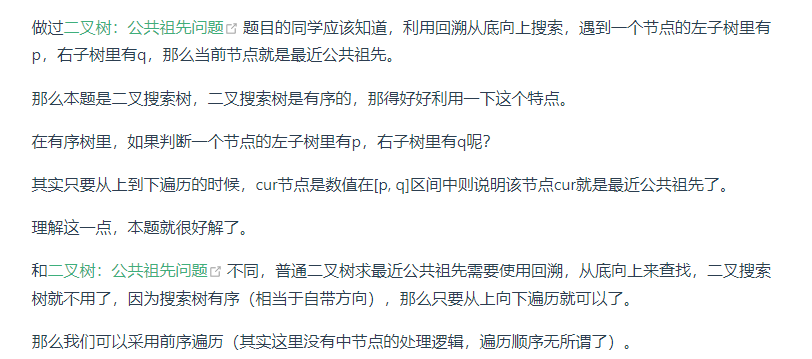 做过二叉树：公共祖先问题 题目的同学应该知道，利用回溯从底向上搜索，遇到一个节点的左子树里有
p，右子树里有q，那么当前节点就是最近公共祖先。
那么本题是二叉搜索树，二叉搜索树是有序的，那得好好利用一下这个特点。
在有序树里，如果判断一个节点的左子树里有p，右子树里有q呢？
其实只要从上到下遍历的时候，cur节点是数值在[p, q]区间中则说明该节点cur就是最近公共祖先了。
理解这一点，本题就很好解了。
和二叉树：公共祖先问题 不同，普通二叉树求最近公共祖先需要使用回溯，从底向上来查找，二叉搜索
树就不用了，因为搜索树有序（相当于自带方向），那么只要从上向下遍历就可以了。
那么我们可以采用前序遍历（其实这里没有中节点的处理逻辑，遍历顺序无所谓了）。